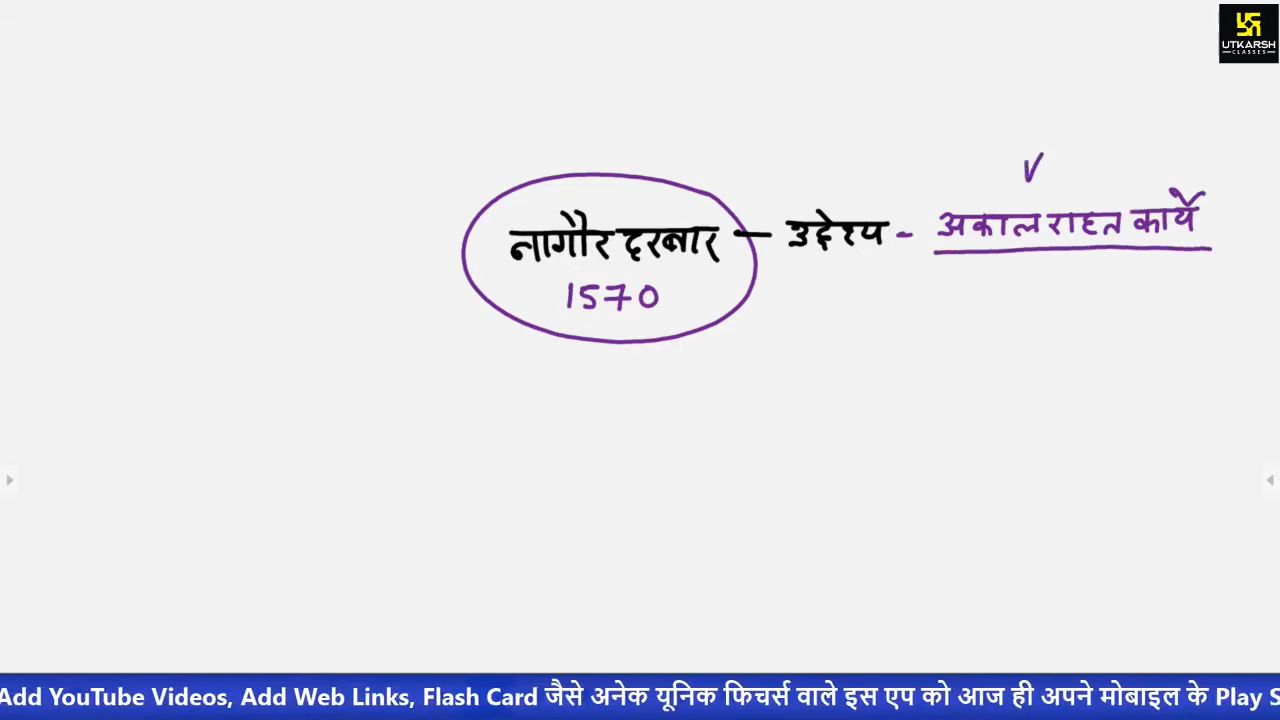 UTKARSH
CLASSES
नागौर दरबार — उद्देश्य - अकाल राहत कार्य
1570
Add YouTube Videos, Add Web Links, Flash Card जैसे अनेक यूनिक फिचर्स वाले इस एप को आज ही अपने मोबाइल के Play S